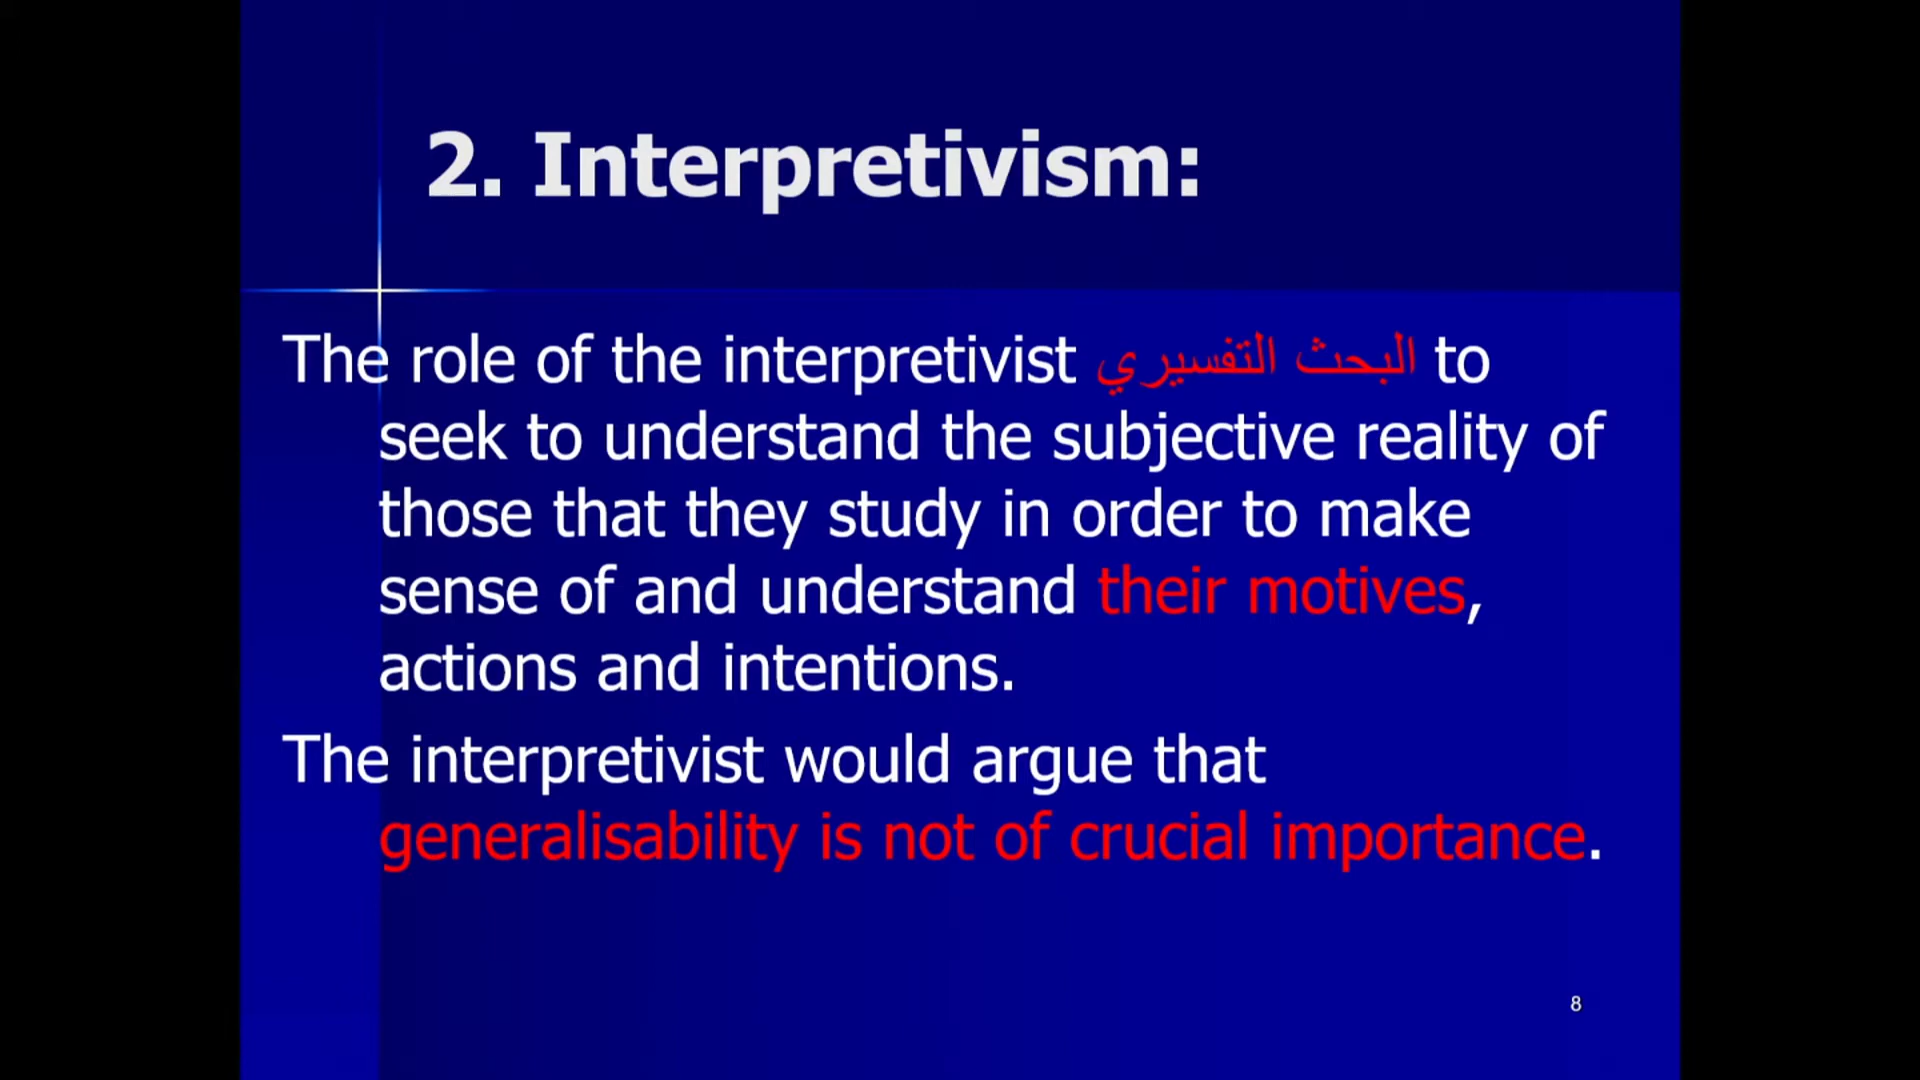 2. Interpretivism:
The role of the interpretivist البحث التفسيري to
seek to understand the subjective reality of
those that they study in order to make
sense of and understand their motives,
actions and intentions.
The interpretivist would argue that
generalisability is not of crucial importance.
8